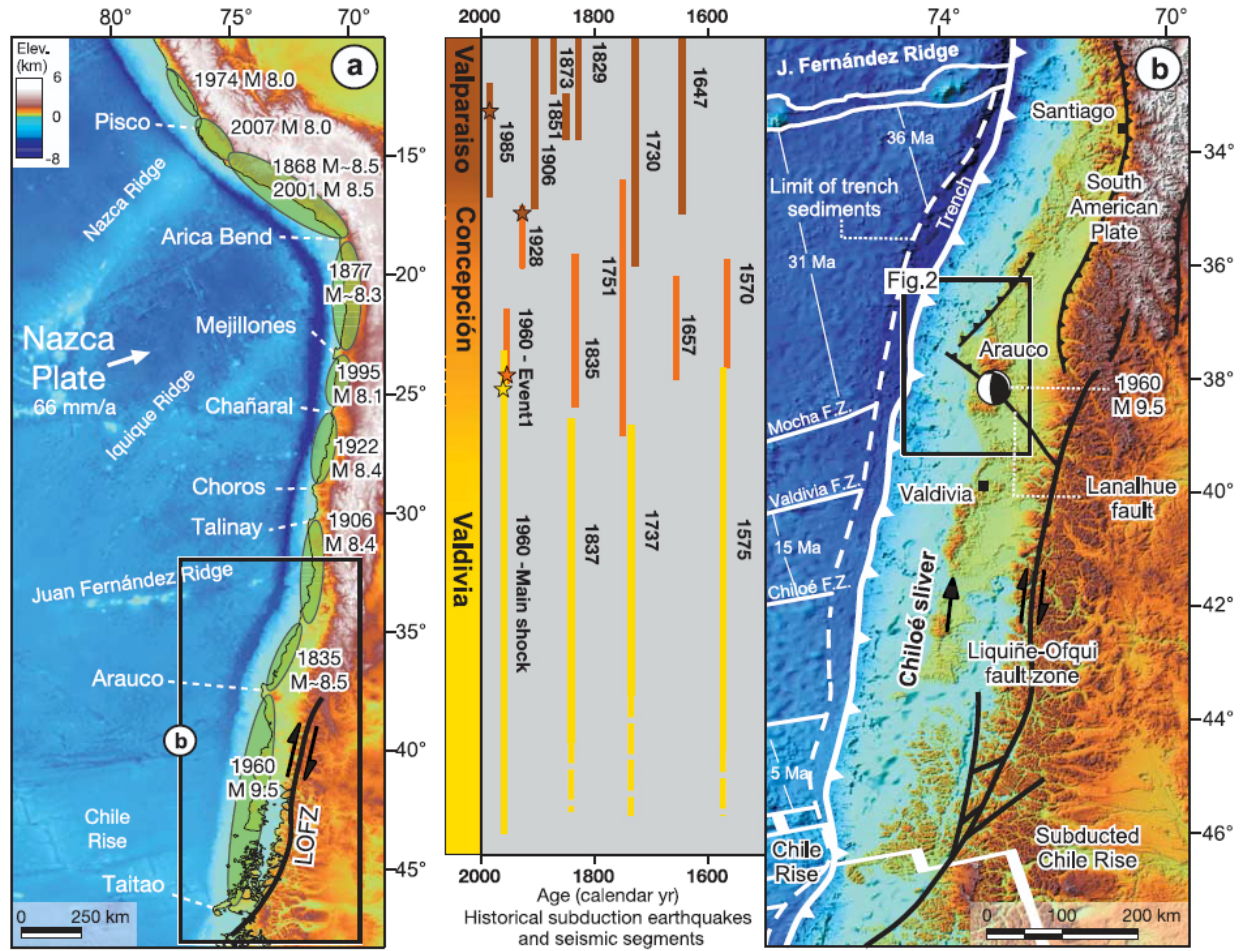 80°
75°
70°
Elev.
(km)
6
0
-8
a
1974 M 8.0
Pisco
2007 M 8.0
1868 M~8.5
2001 M 8.5
15°
Nazca Ridge
Arica Bend
1877
M~8.3
20°
Mejillones
Nazca
Plate
66 mm/a
1995
M 8.1
25°
Iquique Ridge
Chañaral
1922
M 8.4
Choros
Talinay
30°
1906
M 8.4
Juan Fernández Ridge
35°
1835
M~8.5
Arauco
b
40°
1960
M 9.5
LOFZ
Chile
Rise
45°
Taitao
0 250 km
2000 1800 1600
Valparaiso
Concepción
Valdivia
1985
1906
1873
1851
1829
1730
1647
1928
1751
1835
1657
1570
1960 - Event1
1960 -Main shock
1837
1737
1575
2000 1800 1600
Age (calendar yr)
Historical subduction earthquakes
and seismic segments
74°
70°
J. Fernández Ridge
b
Santiago
36 Ma
34°
Limit of trench
sediments
Trench
South
American
Plate
31 Ma
36°
Fig.2
Arauco
38°
1960
M 9.5
Mocha F.Z.
Valdivia F.Z.
Valdivia
Lanalhue
fault
40°
15 Ma
Chiloé F.Z.
Chiloé sliver
42°
Liquiñe-Ofqui
fault zone
44°
5 Ma
46°
Chile
Rise
Subducted
Chile Rise
0 100 200 km